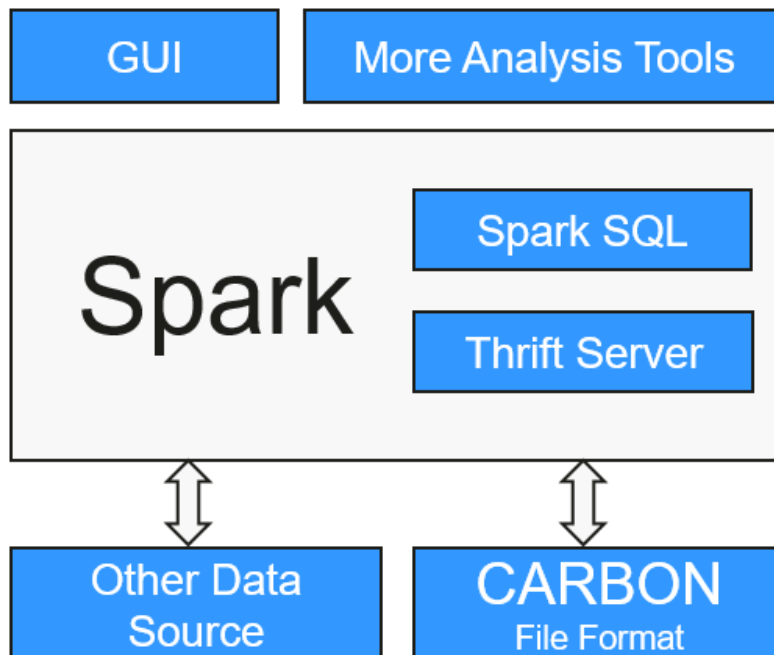 GUI
More Analysis Tools
Spark
Spark SQL
Thrift Server
Other Data
Source
CARBON
File Format